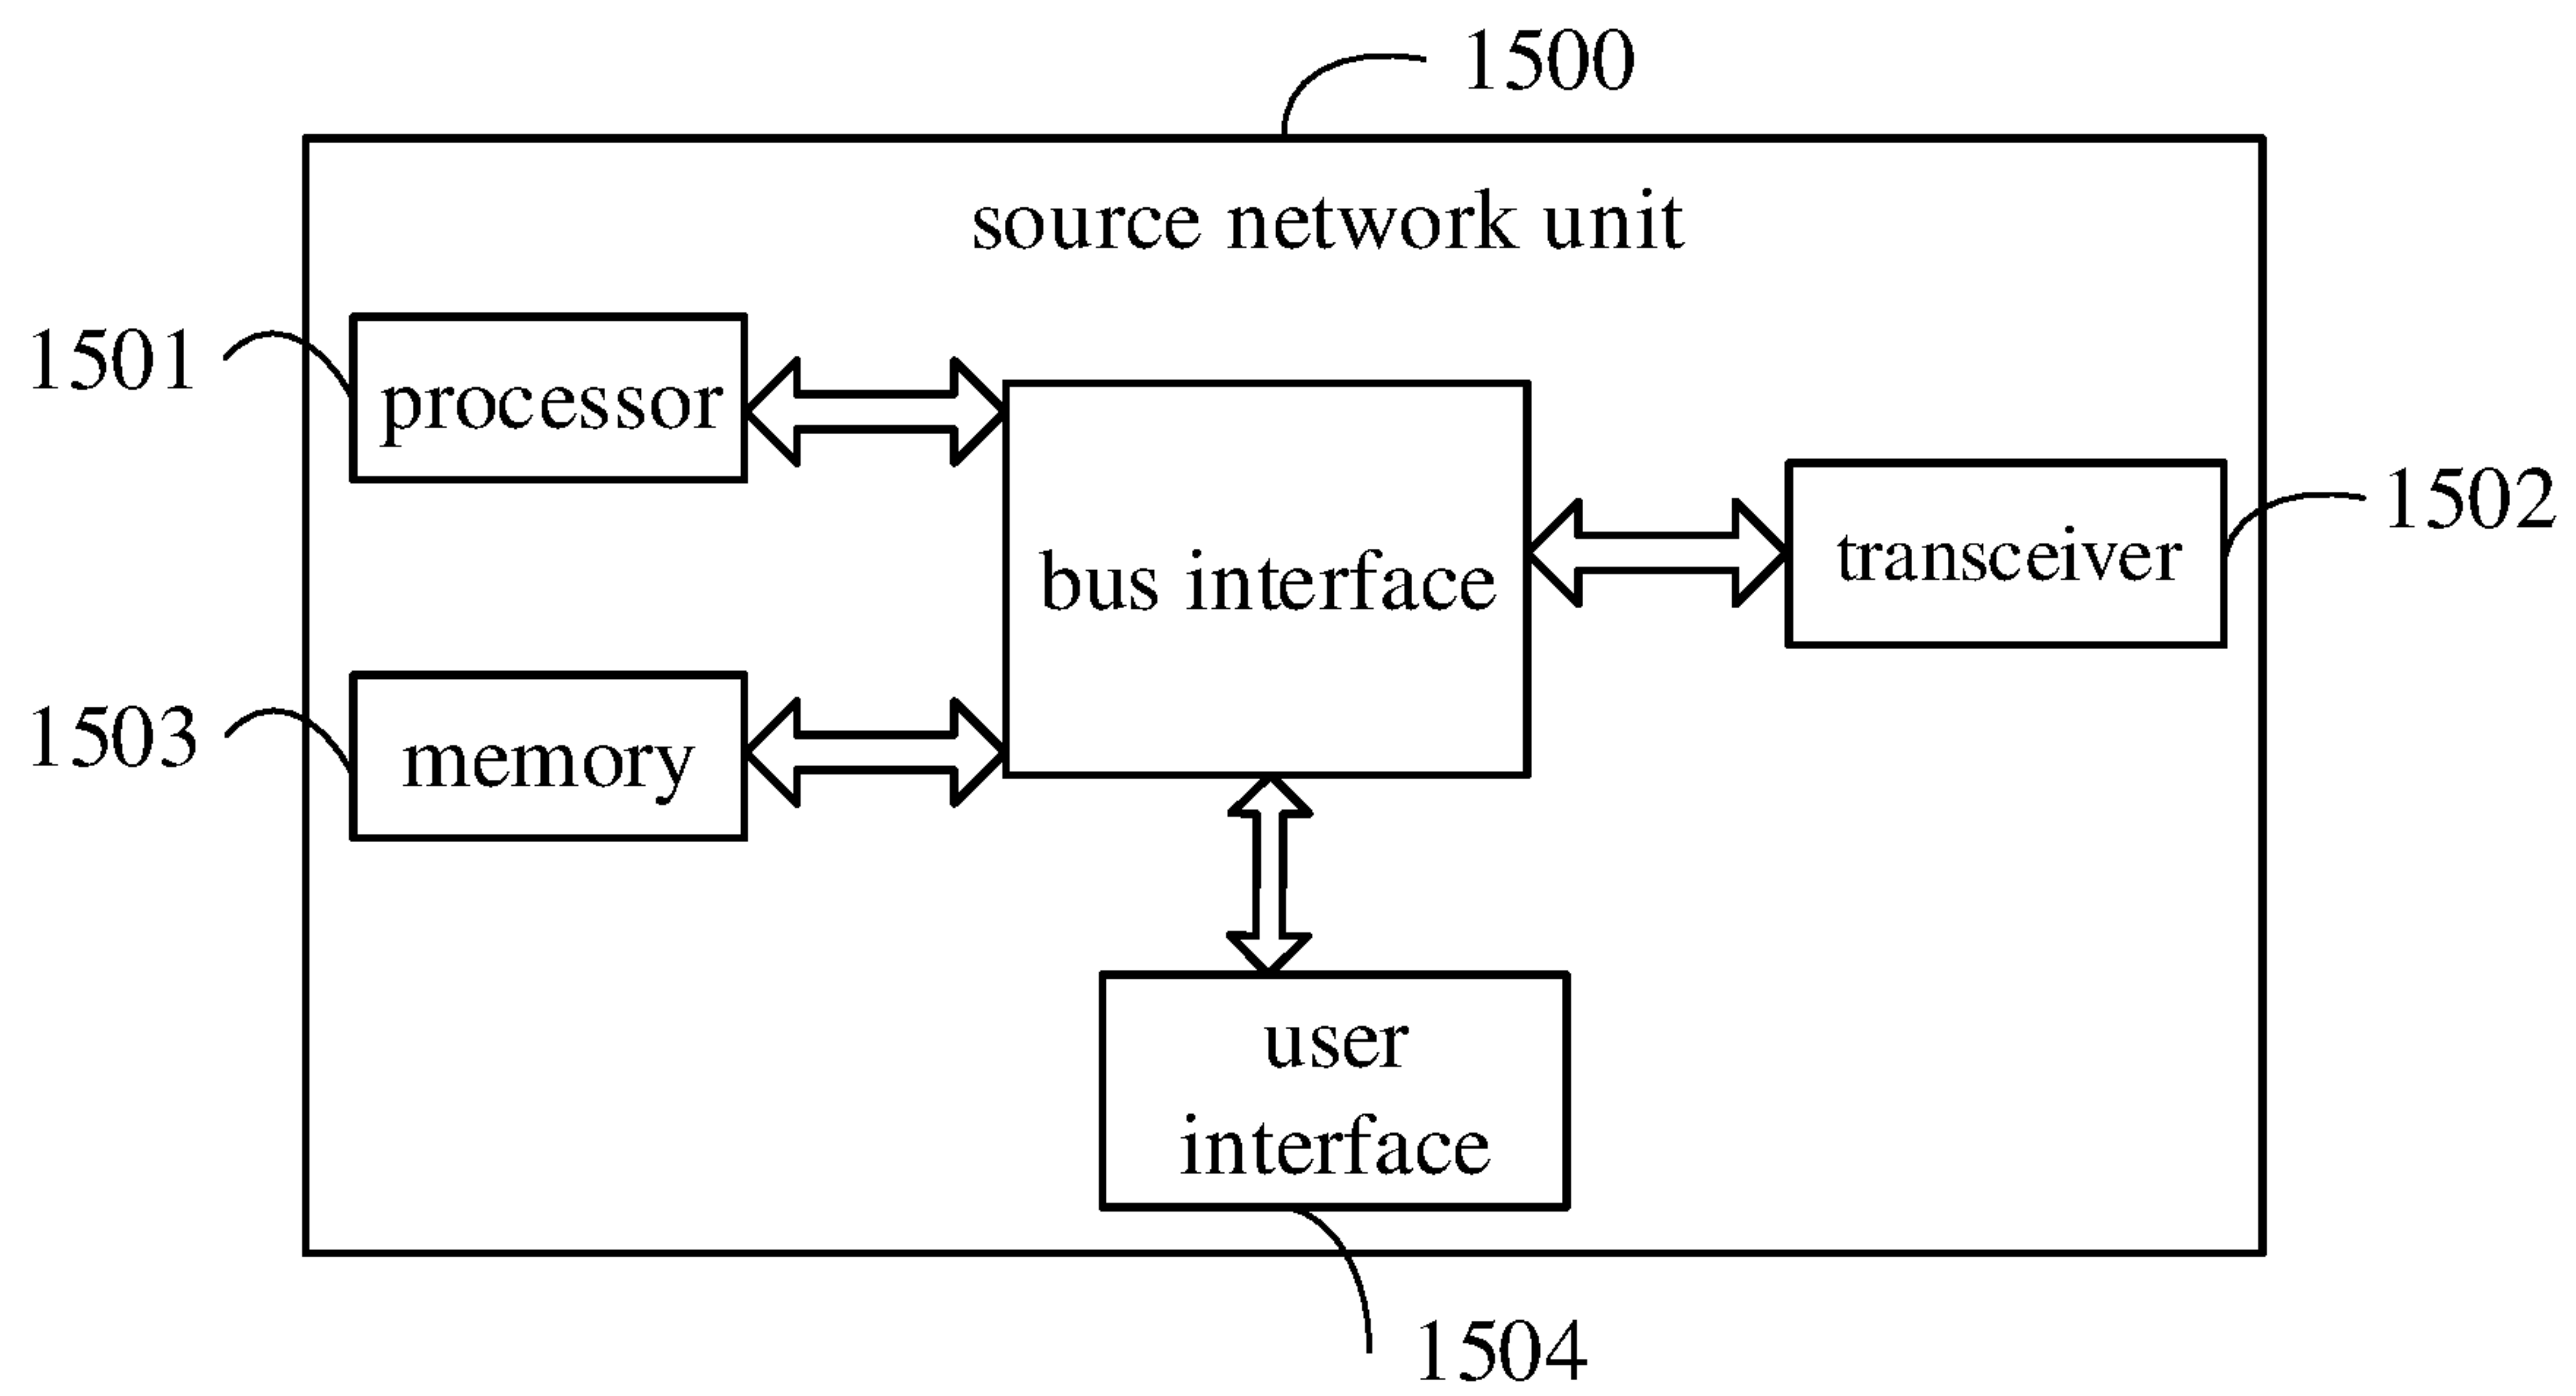 1500
source network unit
1501
processor
bus interface
transceiver
1502
1503
memory
user
interface
1504